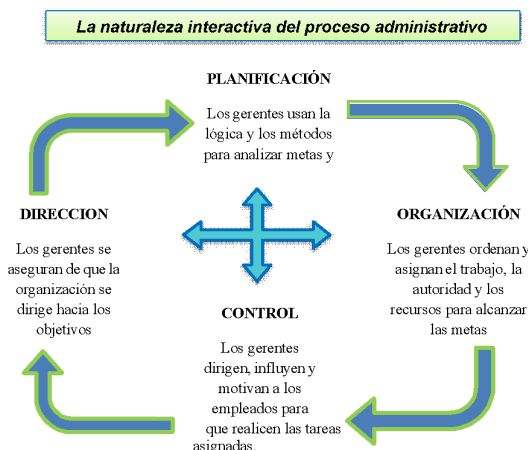 La naturaleza interactiva del proceso administrativo
PLANIFICACIÓN
Los gerentes usan la
lógica y los métodos
para analizar metas y
ORGANIZACIÓN
Los gerentes ordenan y
asignan el trabajo, la
autoridad y los
recursos para alcanzar
las metas
CONTROL
Los gerentes
dirigen, influyen y
motivan a los
empleados para
que realicen las tareas
asignadas.
DIRECCION
Los gerentes se
aseguran de que la
organización se
dirige hacia los
objetivos